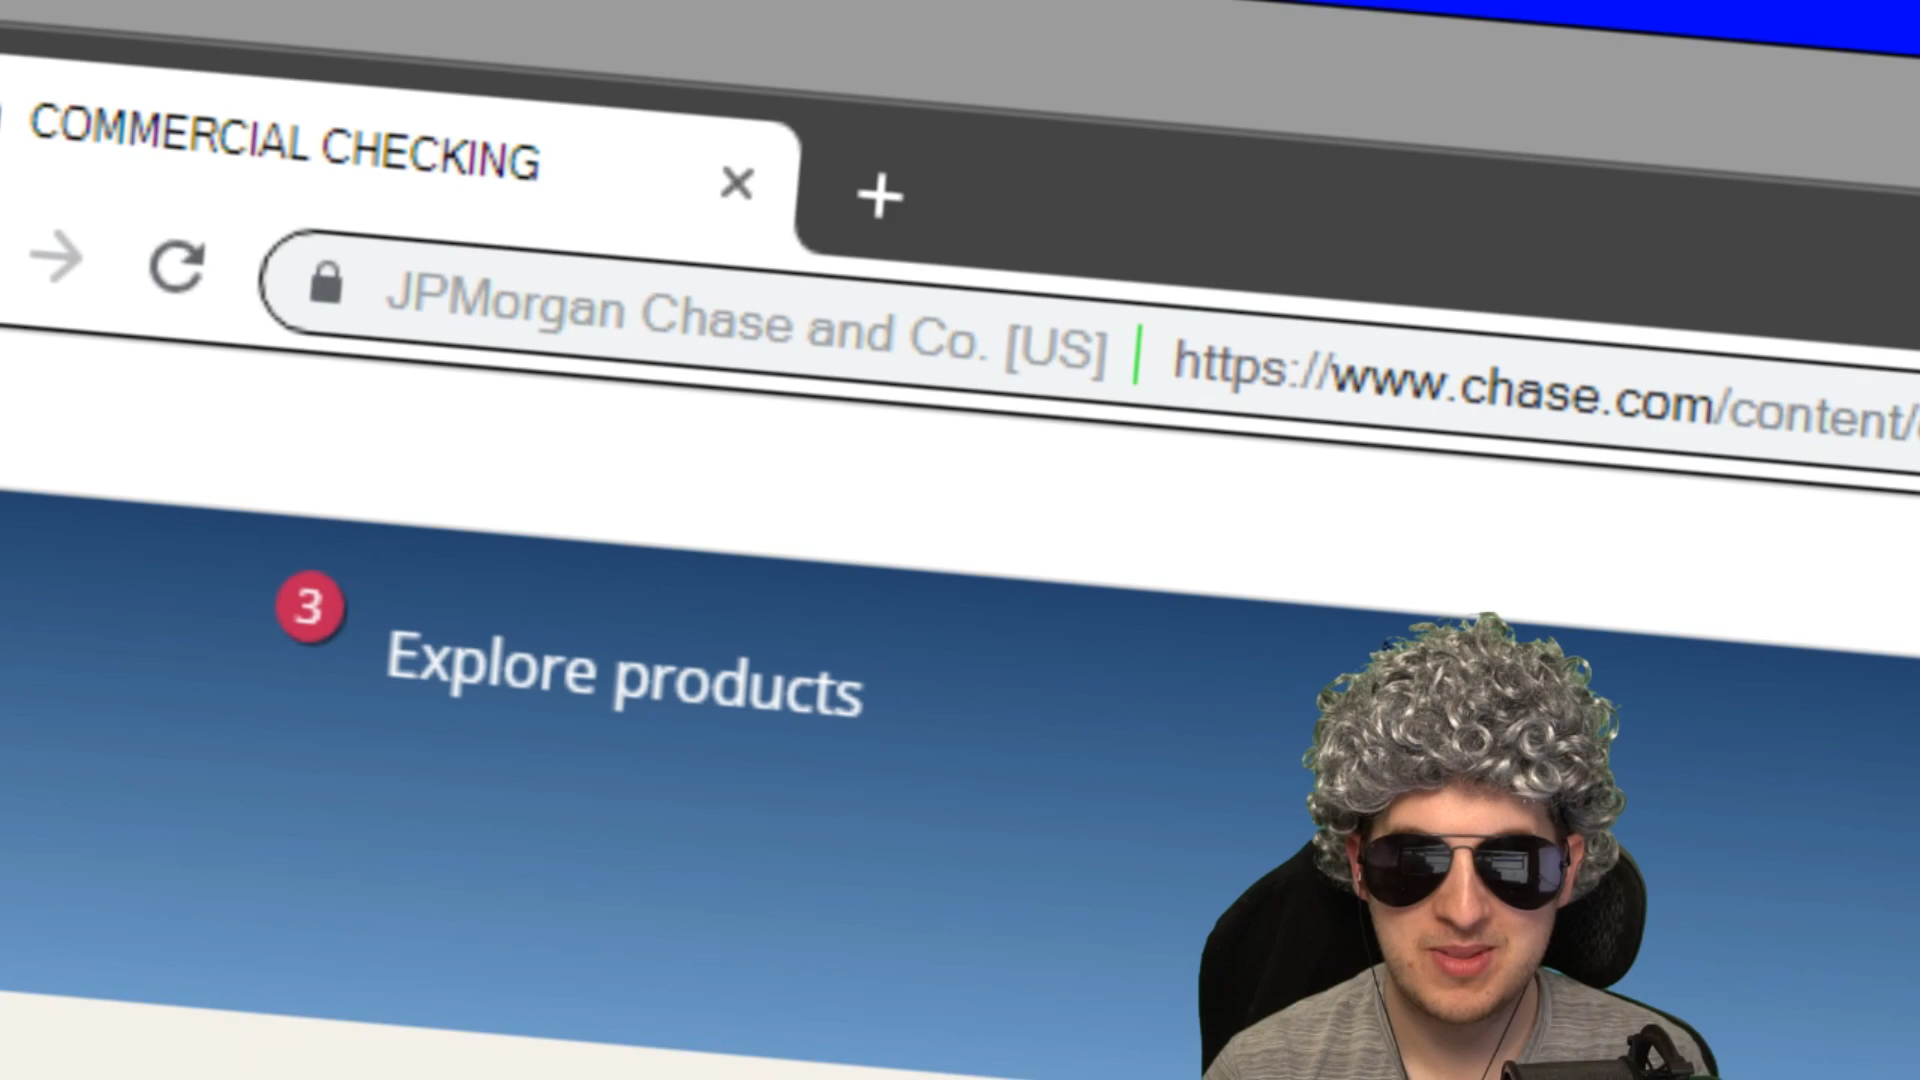 COMMERCIAL CHECKING
JPMorgan Chase and Co. [US] https://www.chase.com/content/
3
Explore products